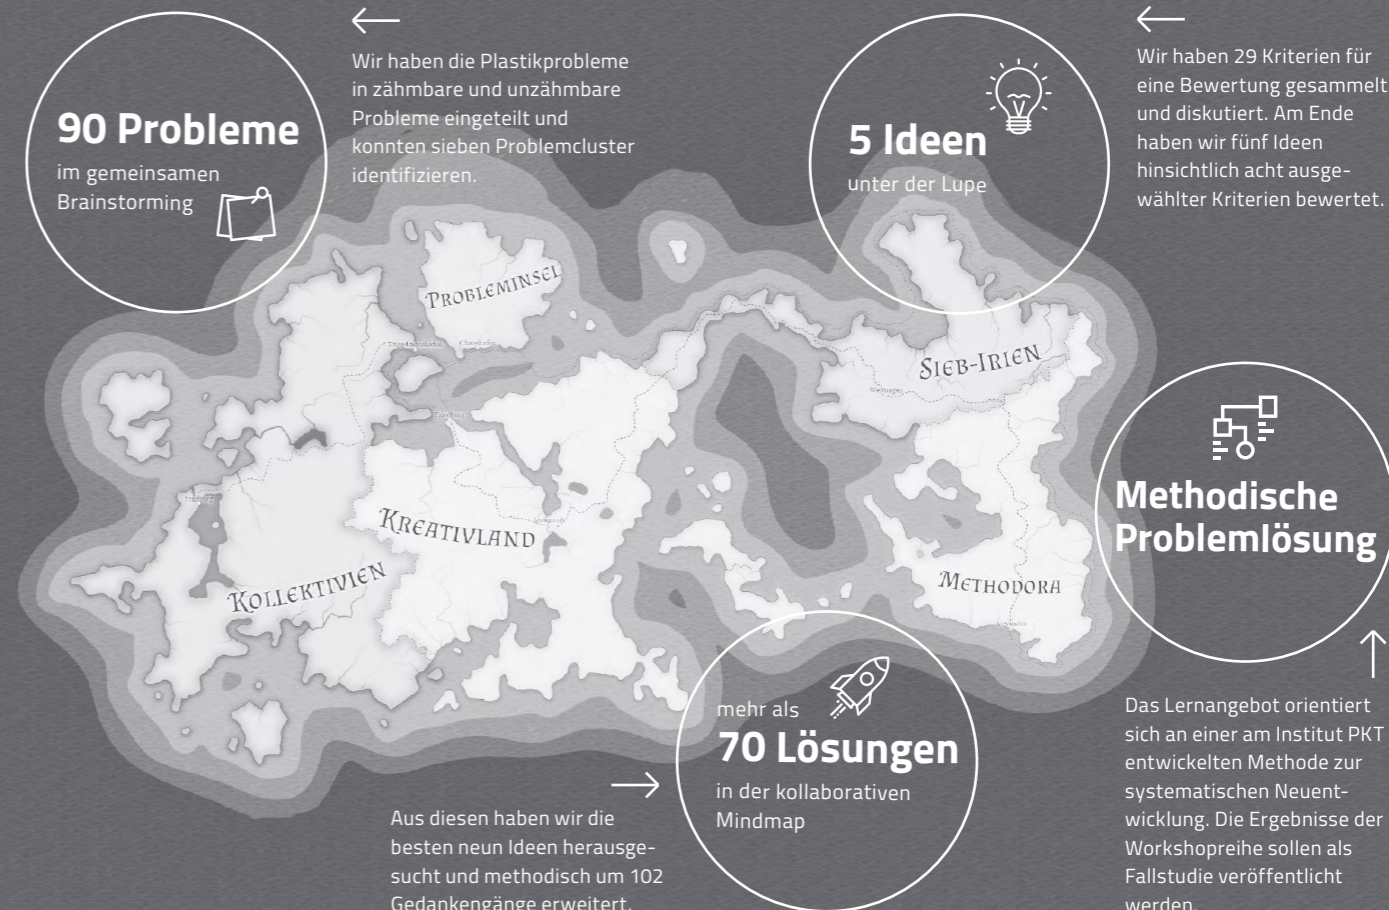 90 Probleme
im gemeinsamen
Brainstorming
Wir haben die Plastikprobleme
in zähmbare und unzähmbare
Probleme eingeteilt und
konnten sieben Problemcluster
identifizieren.
5 Ideen
unter der Lupe
Wir haben 29 Kriterien für
eine Bewertung gesammelt
und diskutiert. Am Ende
haben wir fünf Ideen
hinsichtlich acht ausge-
wählter Kriterien bewertet.
PROBLEMINSEL
SIEB-IRIEN
KREATIVLAND
KOLLEKTIVIEN
METHODORA
Methodische
Problemlösung
Das Lernangebot orientiert
sich an einer am Institut PKT
entwickelten Methode zur
systematischen Neuent-
wicklung. Die Ergebnisse der
Workshopreihe sollen als
Fallstudie veröffentlicht
werden.
mehr als
70 Lösungen
in der kollaborativen
Mindmap
Aus diesen haben wir die
besten neun Ideen herausge-
sucht und methodisch um 102
Gedankengänge erweitert.